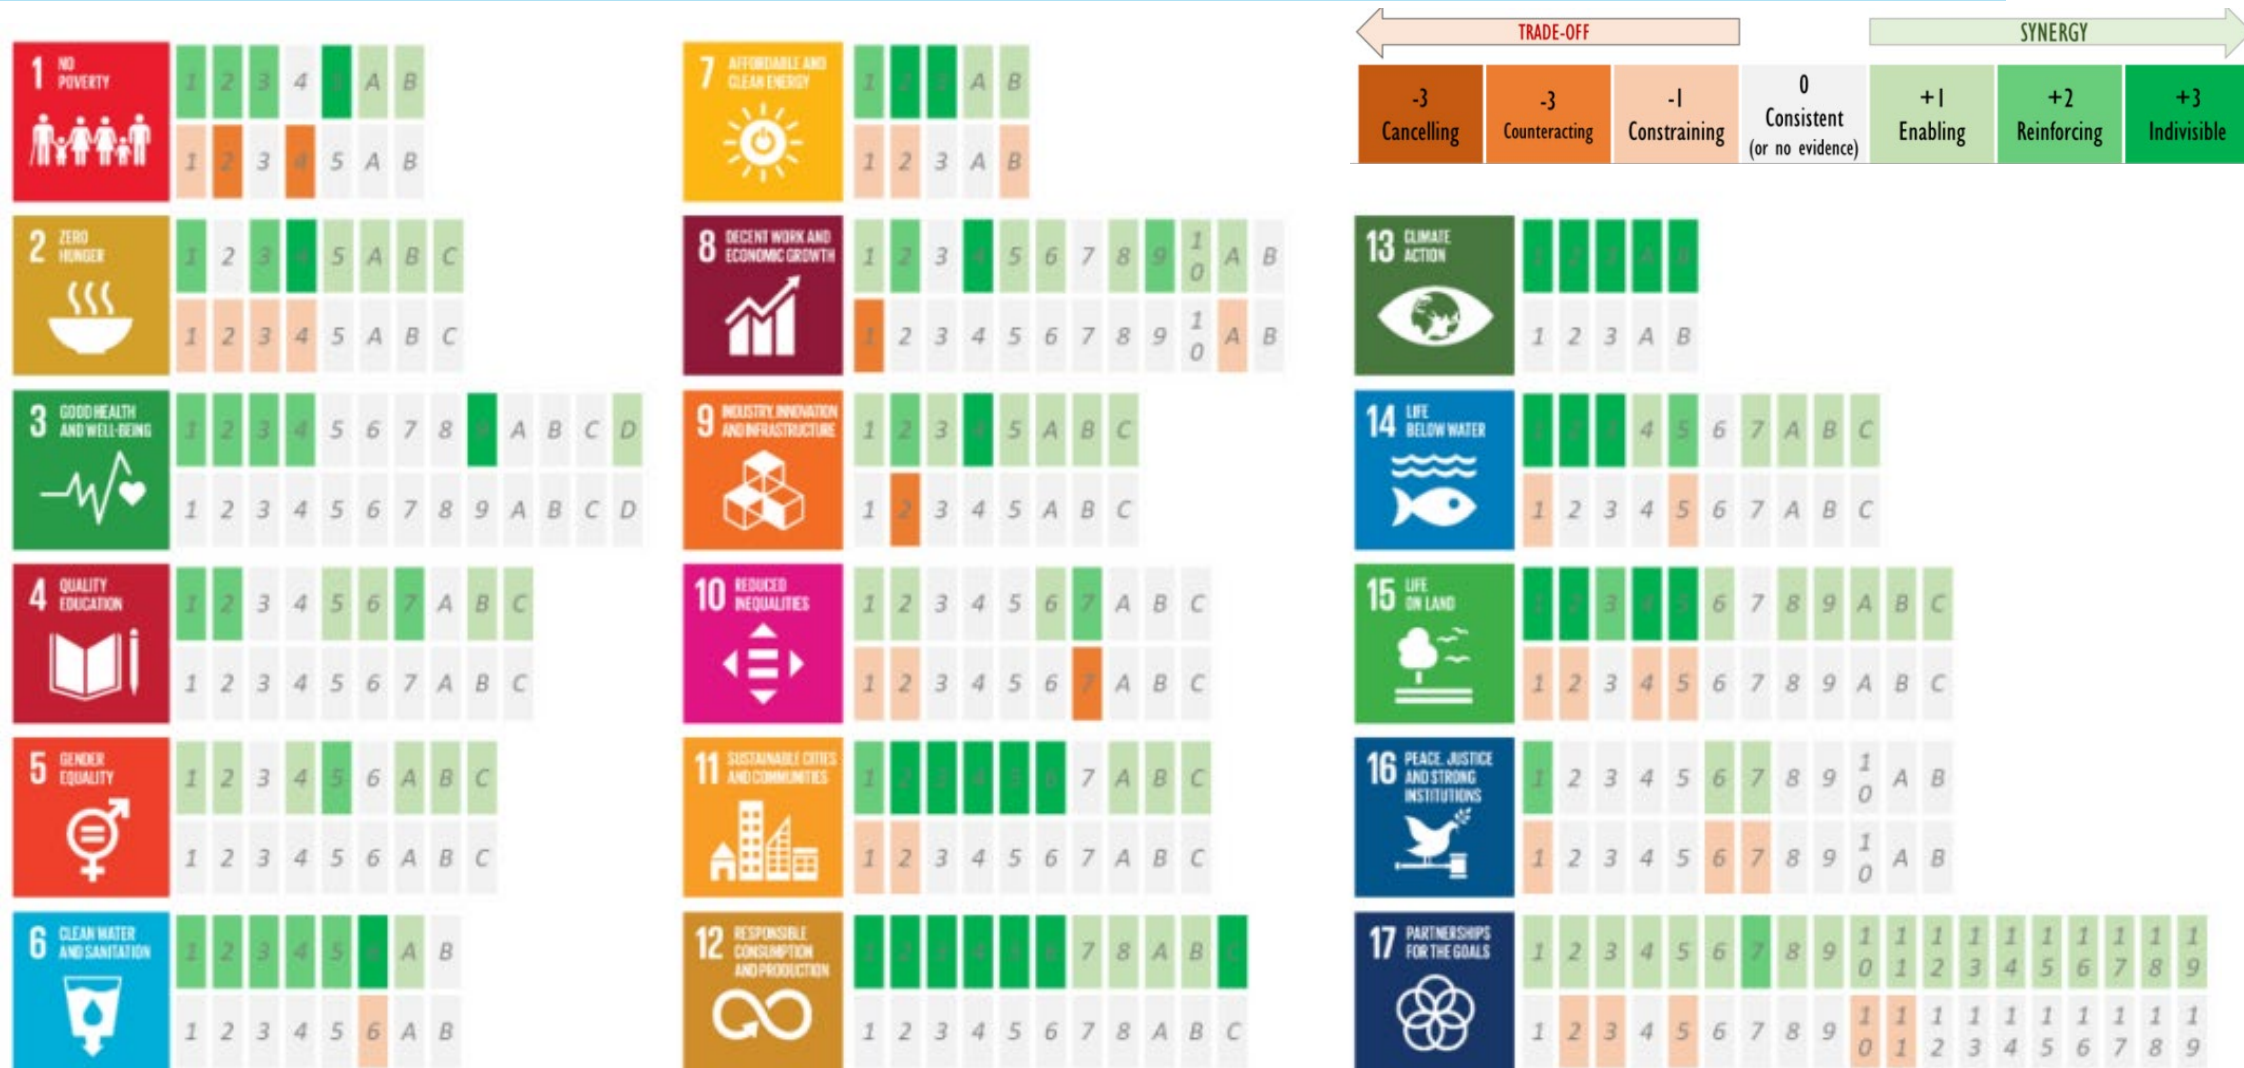 TRADE-OFF
SYNERGY
-3 Cancelling
-3 Counteracting
-1 Constraining
0 Consistent (or no evidence)
+1 Enabling
+2 Reinforcing
+3 Indivisible
1 NO
POVERTY
1 2 3 4 5 A B
1 2 3 4 5 A B
2 ZERO
HUNGER
1 2 3 4 5 A B C
1 2 3 4 5 A B C
3 GOOD HEALTH
AND WELL-BEING
1 2 3 4 5 6 7 8 9 A B C D
1 2 3 4 5 6 7 8 9 A B C D
4 QUALITY
EDUCATION
1 2 3 4 5 6 7 A B C
1 2 3 4 5 6 7 A B C
5 GENDER
EQUALITY
1 2 3 4 5 6 A B C
1 2 3 4 5 6 A B C
6 CLEAN WATER
AND SANITATION
1 2 3 4 5 6 A B
1 2 3 4 5 6 A B
7 AFFORDABLE AND
CLEAN ENERGY
1 2 3 A B
1 2 3 A B
8 DECENT WORK AND
ECONOMIC GROWTH
1 2 3 4 5 6 7 8 9 10 A B
1 2 3 4 5 6 7 8 9 10 A B
9 INDUSTRY, INNOVATION
AND INFRASTRUCTURE
1 2 3 4 5 A B C
1 2 3 4 5 A B C
10 REDUCED
INEQUALITIES
1 2 3 4 5 6 7 A B C
1 2 3 4 5 6 7 A B C
11 SUSTAINABLE CITIES
AND COMMUNITIES
1 2 3 4 5 6 7 A B C
1 2 3 4 5 6 7 A B C
12 RESPONSIBLE
CONSUMPTION
AND PRODUCTION
1 2 3 4 5 6 7 8 A B C
1 2 3 4 5 6 7 8 A B C
13 CLIMATE
ACTION
1 2 3 A B
1 2 3 A B
14 LIFE
BELOW WATER
1 2 3 4 5 6 7 A B C
1 2 3 4 5 6 7 A B C
15 LIFE
ON LAND
1 2 3 4 5 6 7 8 9 A B C
1 2 3 4 5 6 7 8 9 A B C
16 PEACE, JUSTICE
AND STRONG
INSTITUTIONS
1 2 3 4 5 6 7 8 9 10 A B
1 2 3 4 5 6 7 8 9 10 A B
17 PARTNERSHIPS
FOR THE GOALS
1 2 3 4 5 6 7 8 9 10 11 12 13 14 15 16 17 18 19
1 2 3 4 5 6 7 8 9 10 11 12 13 14 15 16 17 18 19